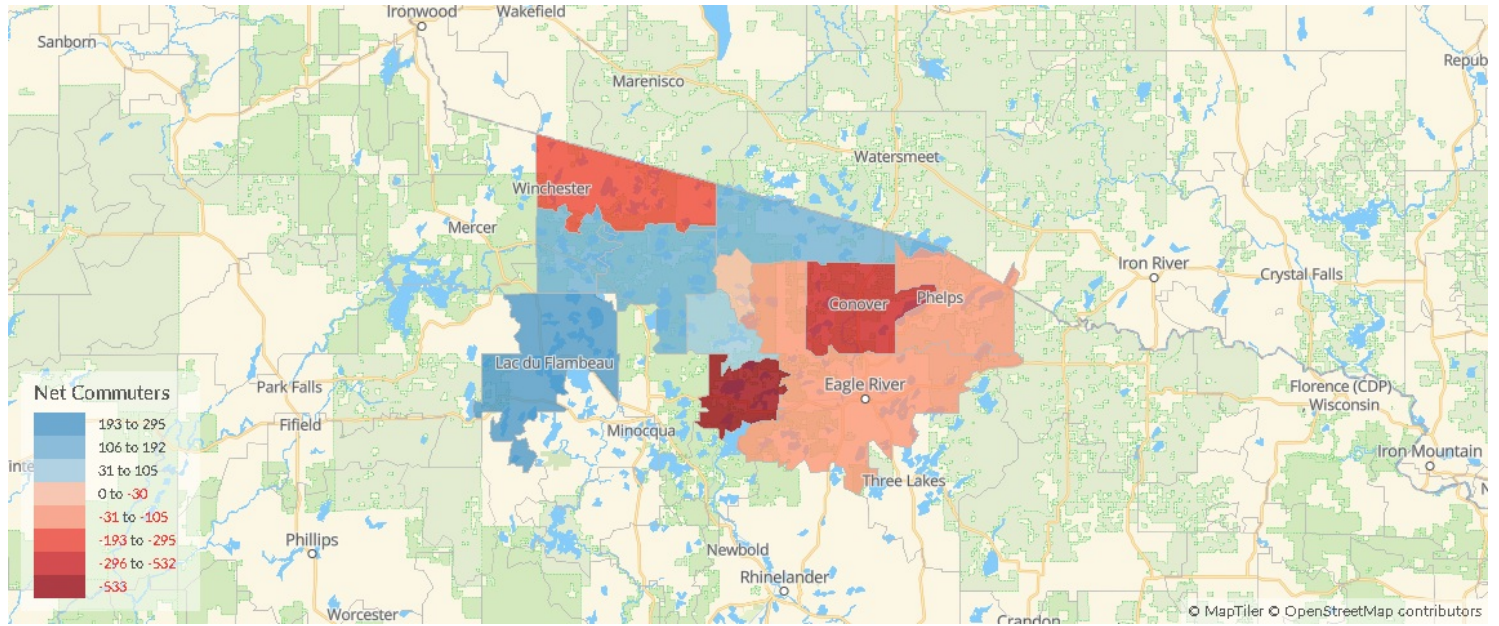 Ironwood
Wakefield
Sanborn
Marenisco
Watersmeet
Winchester
Mercer
Iron River
Crystal Falls
Conover
Phelps
Lac du Flambeau
Eagle River
Park Falls
Florence (CDP)
Wisconsin
Fifield
Minocqua
Iron Mountain
Three Lakes
Phillips
Newbold
Rhinelander
Worcester
Crandon
Net Commuters
193 to 295
106 to 192
31 to 105
0 to -30
-31 to -105
-193 to -295
-296 to -532
-533
© MapTiler © OpenStreetMap contributors